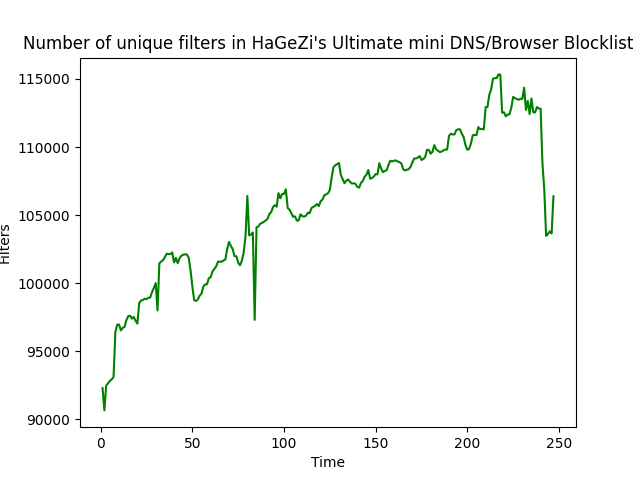 Number of unique filters in HaGeZi's Ultimate mini DNS/Browser Blocklist
115000
110000
105000
100000
95000
90000
Filters
0 50 100 150 200 250
Time